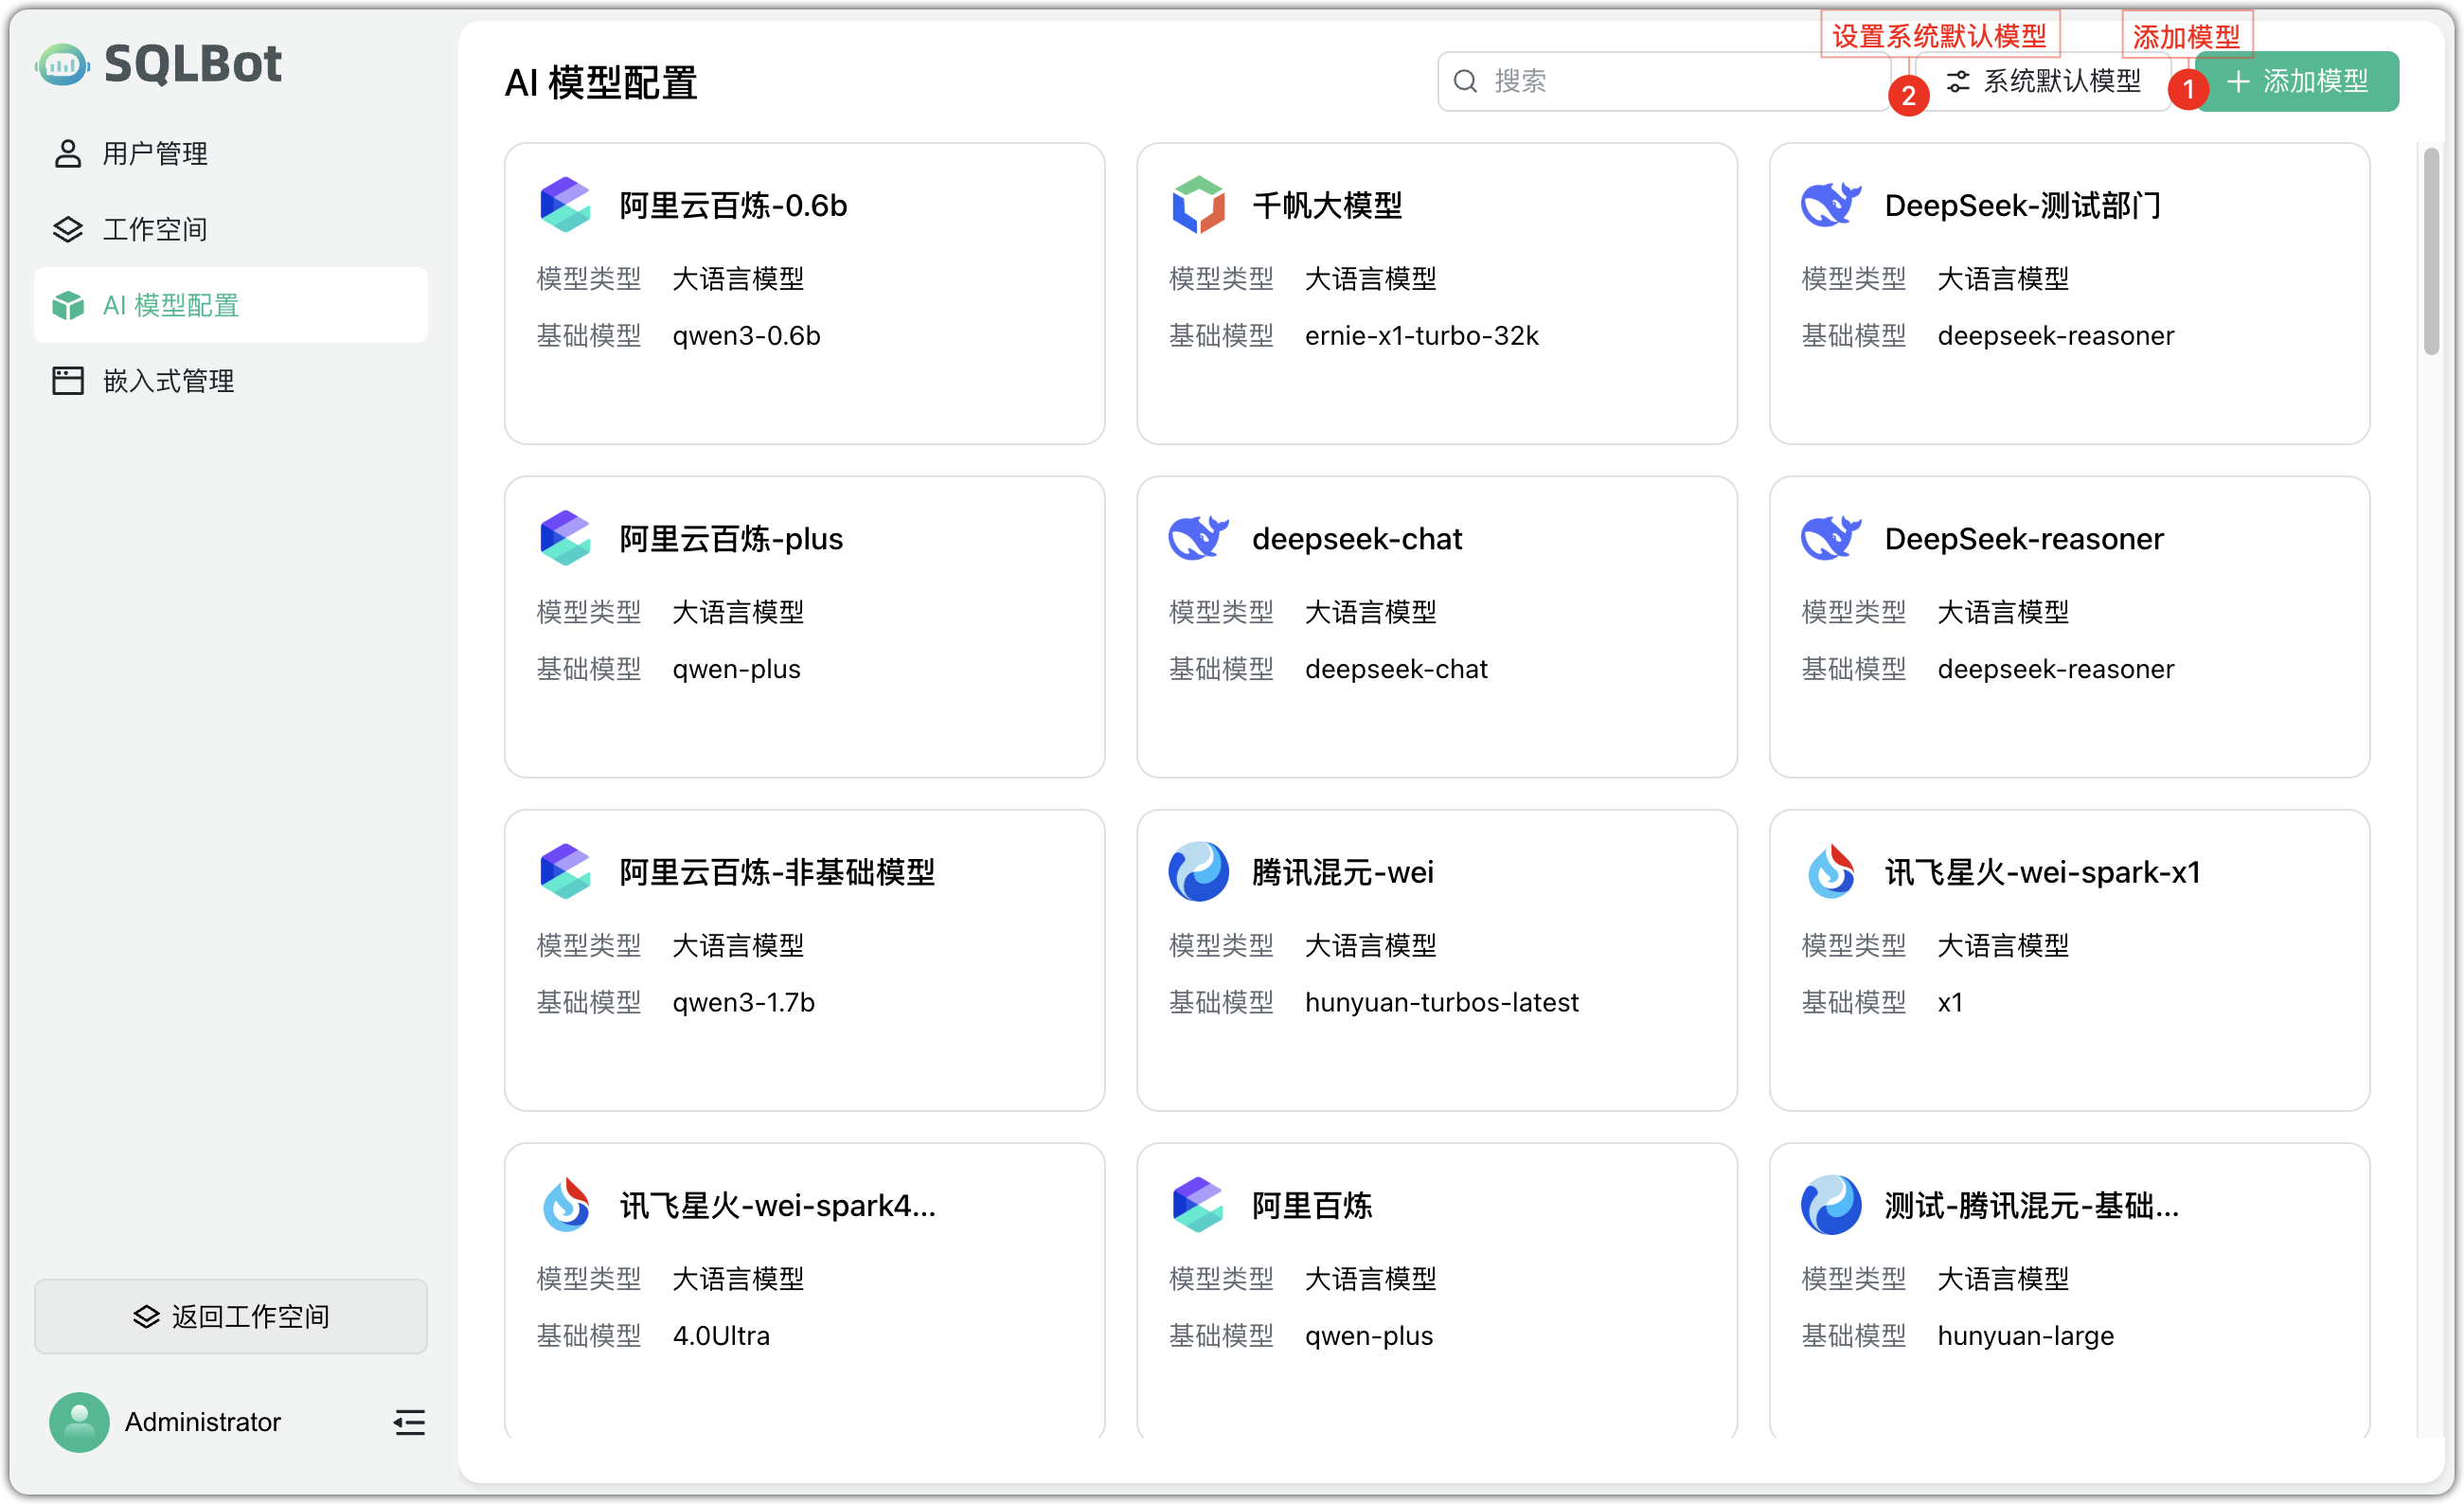 SQLBot
用户管理
工作空间
AI 模型配置
嵌入式管理
返回工作空间
Administrator
设置系统默认模型
添加模型
AI 模型配置
搜索
2
系统默认模型
1
添加模型
阿里云百炼-0.6b
模型类型 大语言模型
基础模型 qwen3-0.6b
千帆大模型
模型类型 大语言模型
基础模型 ernie-x1-turbo-32k
DeepSeek-测试部门
模型类型 大语言模型
基础模型 deepseek-reasoner
阿里云百炼-plus
模型类型 大语言模型
基础模型 qwen-plus
deepseek-chat
模型类型 大语言模型
基础模型 deepseek-chat
DeepSeek-reasoner
模型类型 大语言模型
基础模型 deepseek-reasoner
阿里云百炼-非基础模型
模型类型 大语言模型
基础模型 qwen3-1.7b
腾讯混元-wei
模型类型 大语言模型
基础模型 hunyuan-turbos-latest
讯飞星火-wei-spark-x1
模型类型 大语言模型
基础模型 x1
讯飞星火-wei-spark4...
模型类型 大语言模型
基础模型 4.0Ultra
阿里百炼
模型类型 大语言模型
基础模型 qwen-plus
测试-腾讯混元-基础...
模型类型 大语言模型
基础模型 hunyuan-large